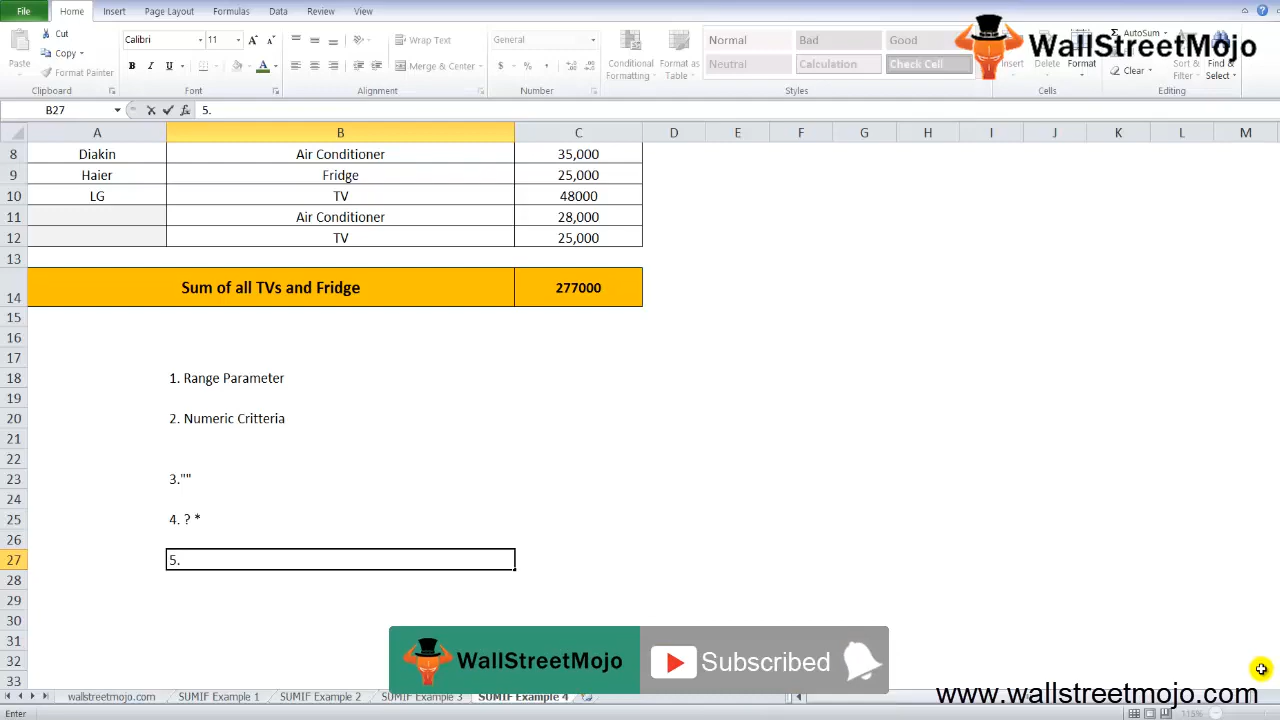 File Home Insert Page Layout Formulas Data Review View
Cut Calibri 11 Wrap Text General Normal Bad Good AutoSum
Copy
Paste Format Painter B I U Merge & Center $ % , Conditional Formatting Format as Table Neutral Calculation Check Cell Insert Delete Format Clear Sort & Filter Find & Select
Clipboard Font Alignment Number Styles Cells Editing
WallStreetMojo
B27 fx 5.
A B C D E F G H I J K L M
8 Diakin Air Conditioner 35,000
9 Haier Fridge 25,000
10 LG TV 48000
11 Air Conditioner 28,000
12 TV 25,000
13
14 Sum of all TVs and Fridge 277000
15
16
17
18 1. Range Parameter
19
20 2. Numeric Critteria
21
22
23 3.""
24
25 4. ? *
26
27 5.
28
29
30
31
32
33
WallStreetMojo Subscribed
wallstreetmojo.com SUMIF Example 1 SUMIF Example 2 SUMIF Example 3 SUMIF Example 4
www.wallstreetmojo.com
Enter 115%